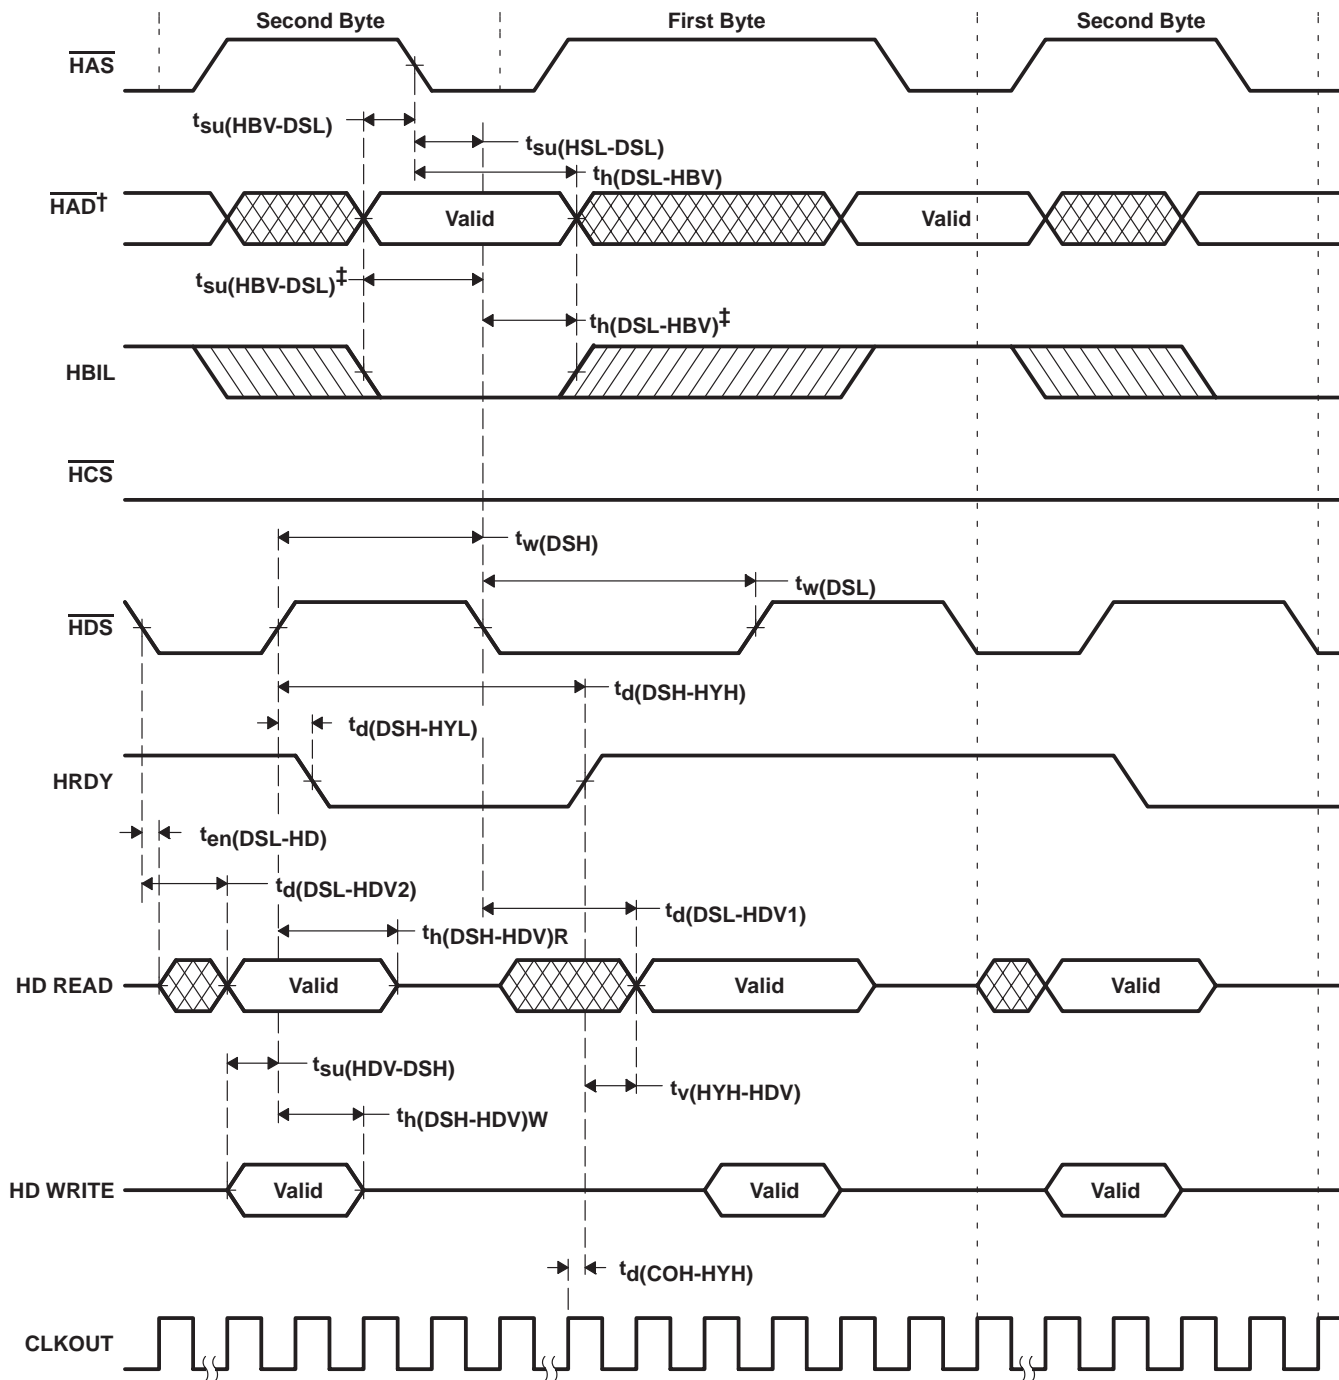 Second Byte First Byte Second Byte
HAS
tsu(HBV-DSL)
tsu(HSL-DSL)
th(DSL-HBV)
HAD†
Valid Valid
tsu(HBV-DSL)‡
th(DSL-HBV)‡
HBIL
HCS
tw(DSH)
tw(DSL)
HDS
td(DSH-HYH)
td(DSH-HYL)
HRDY
ten(DSL-HD)
td(DSL-HDV2)
td(DSL-HDV1)
th(DSH-HDV)R
HD READ
Valid Valid Valid
tsu(HDV-DSH)
tv(HYH-HDV)
th(DSH-HDV)W
HD WRITE
Valid Valid Valid
td(COH-HYH)
CLKOUT